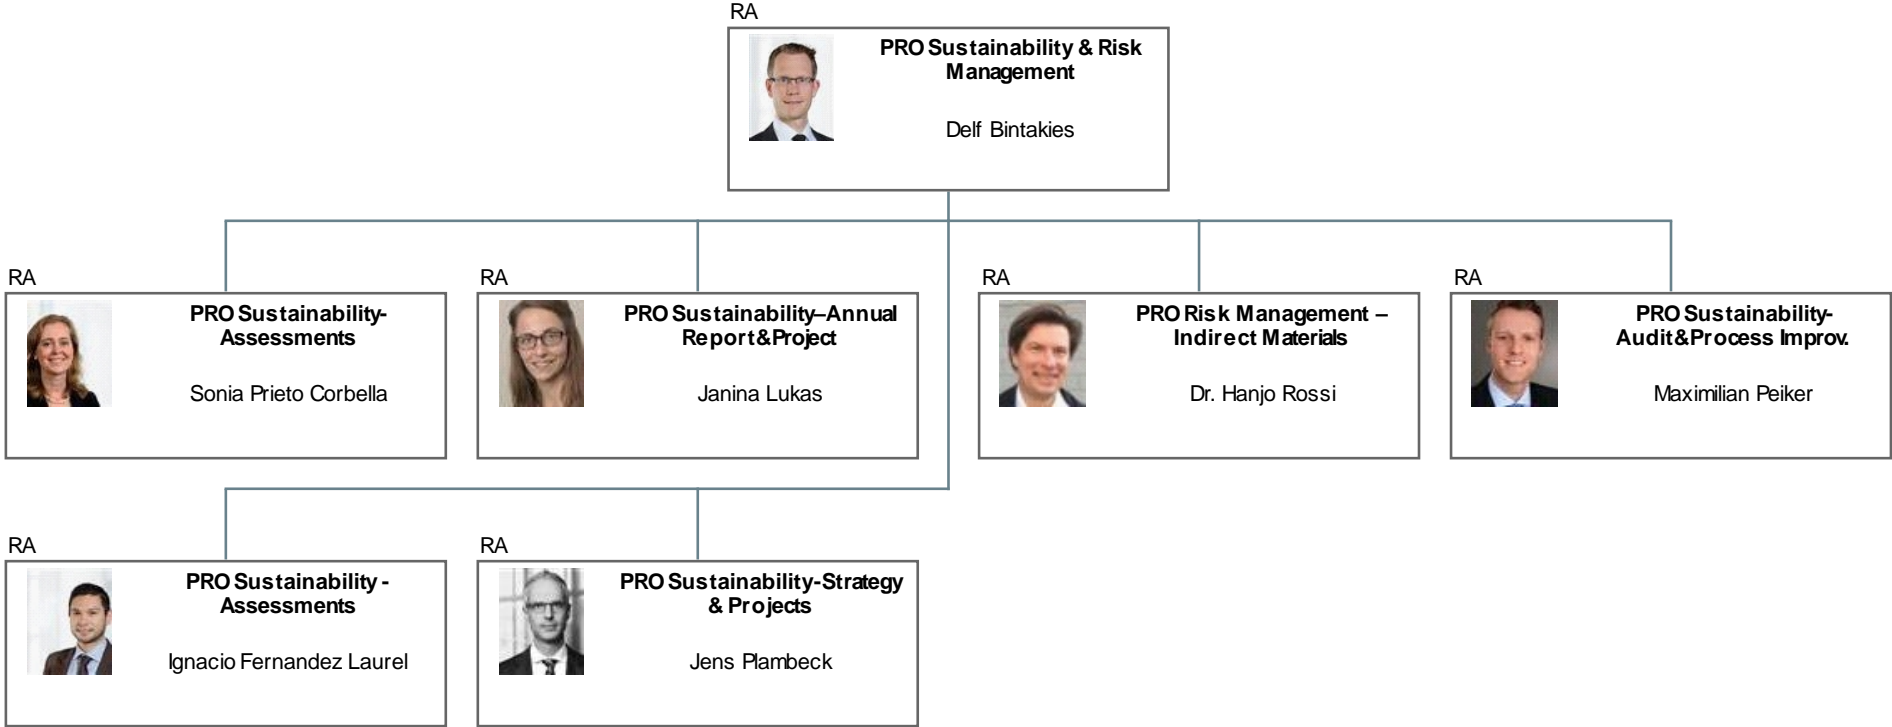 RA
PRO Sustainability & Risk
Management
Delf Bintakies
RA
PRO Sustainability-
Assessments
Sonia Prieto Corbella
RA
PRO Sustainability–Annual
Report&Project
Janina Lukas
RA
PRO Risk Management –
Indirect Materials
Dr. Hanjo Rossi
RA
PRO Sustainability-
Audit&Process Improv.
Maximilian Peiker
RA
PRO Sustainability -
Assessments
Ignacio Fernandez Laurel
RA
PRO Sustainability-Strategy
& Projects
Jens Plambeck